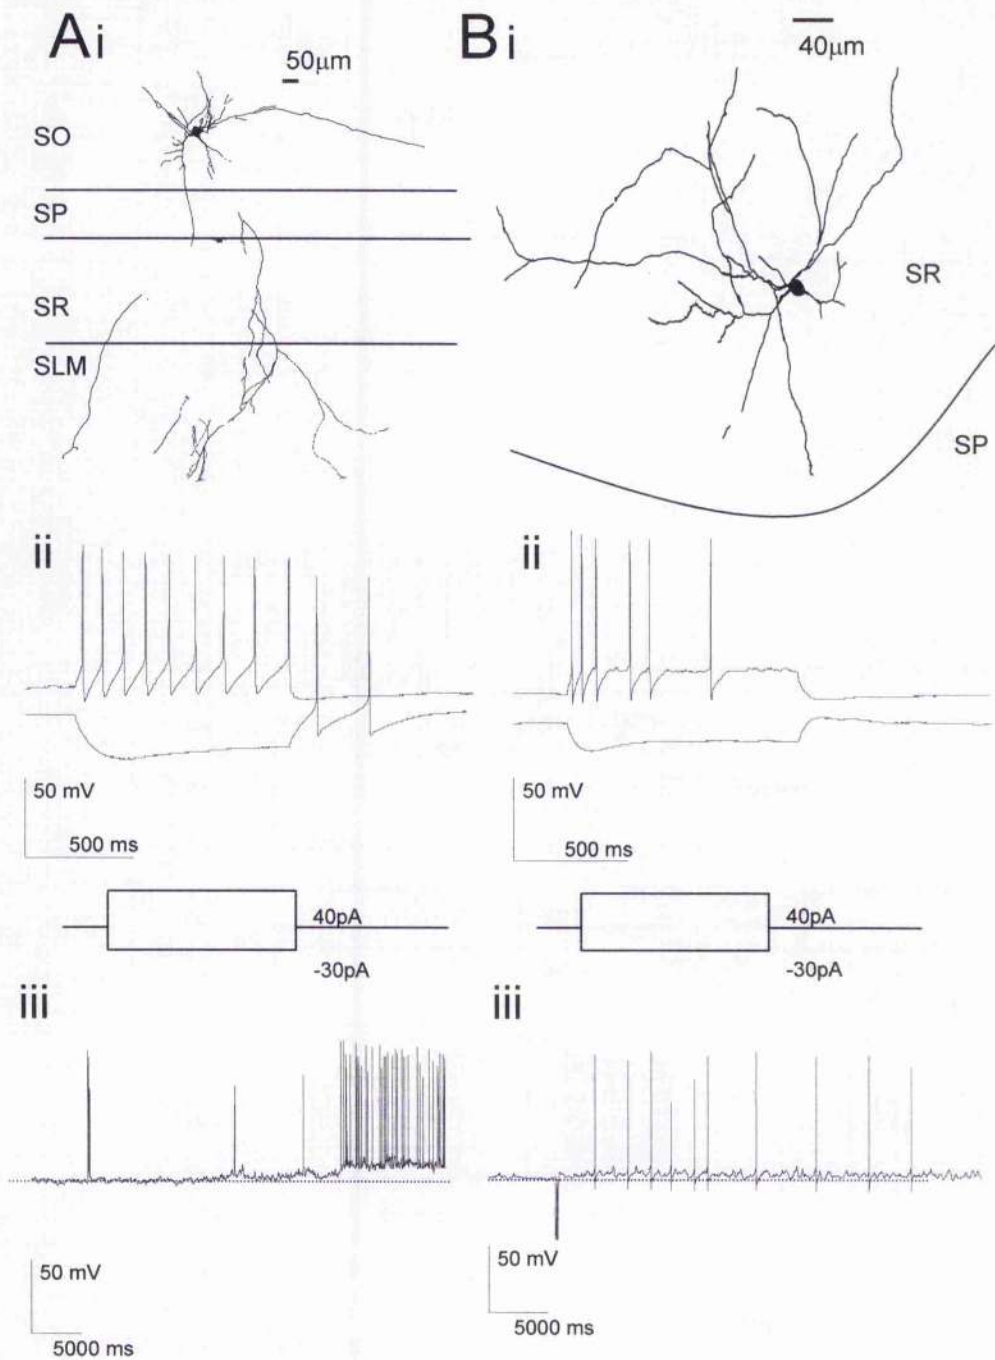 Ai
50μm
SO
SP
SR
SLM
Bi
40μm
SR
SP
ii
50 mV
500 ms
40pA
-30pA
ii
50 mV
500 ms
40pA
-30pA
iii
50 mV
5000 ms
iii
50 mV
5000 ms